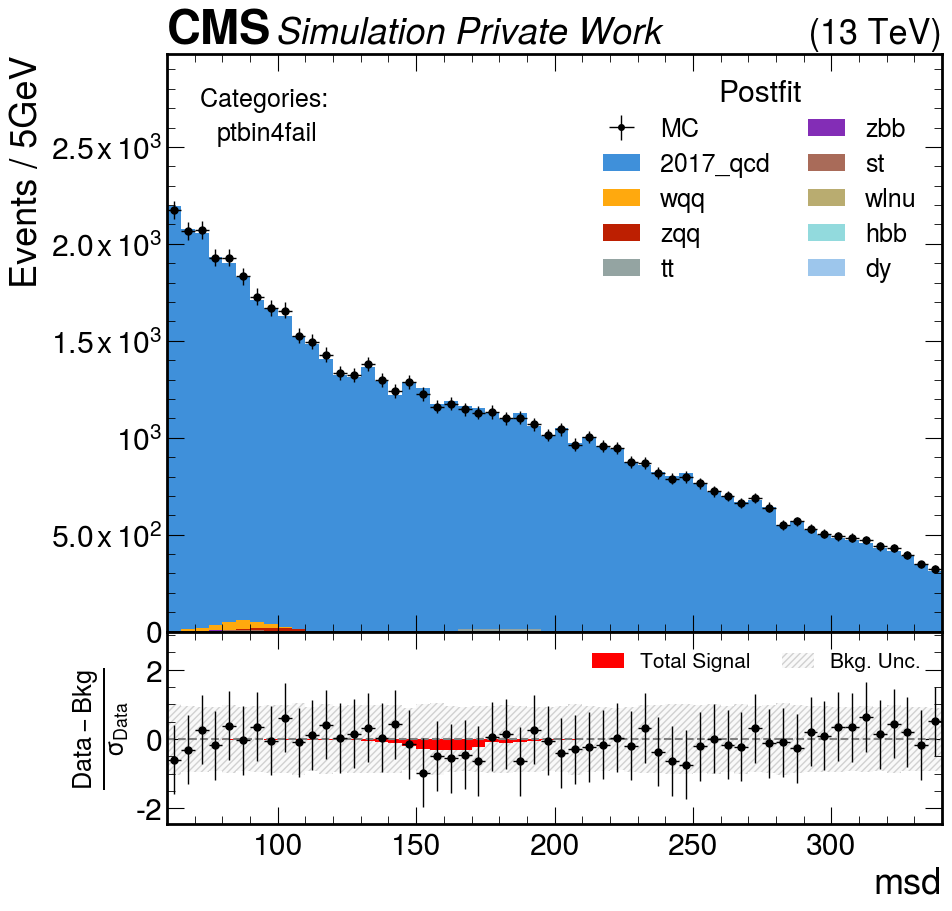 CMS Simulation Private Work (13 TeV)
Events / 5GeV
Categories:
ptbin4fail
Postfit
MC
2017_qcd
wqq
zqq
tt
zbb
st
wlnu
hbb
dy
2.5 x 10³
2.0 x 10³
1.5 x 10³
10³
5.0 x 10²
0
Total Signal
Bkg. Unc.
Data – Bkg
σData
2
0
-2
100 150 200 250 300
msd